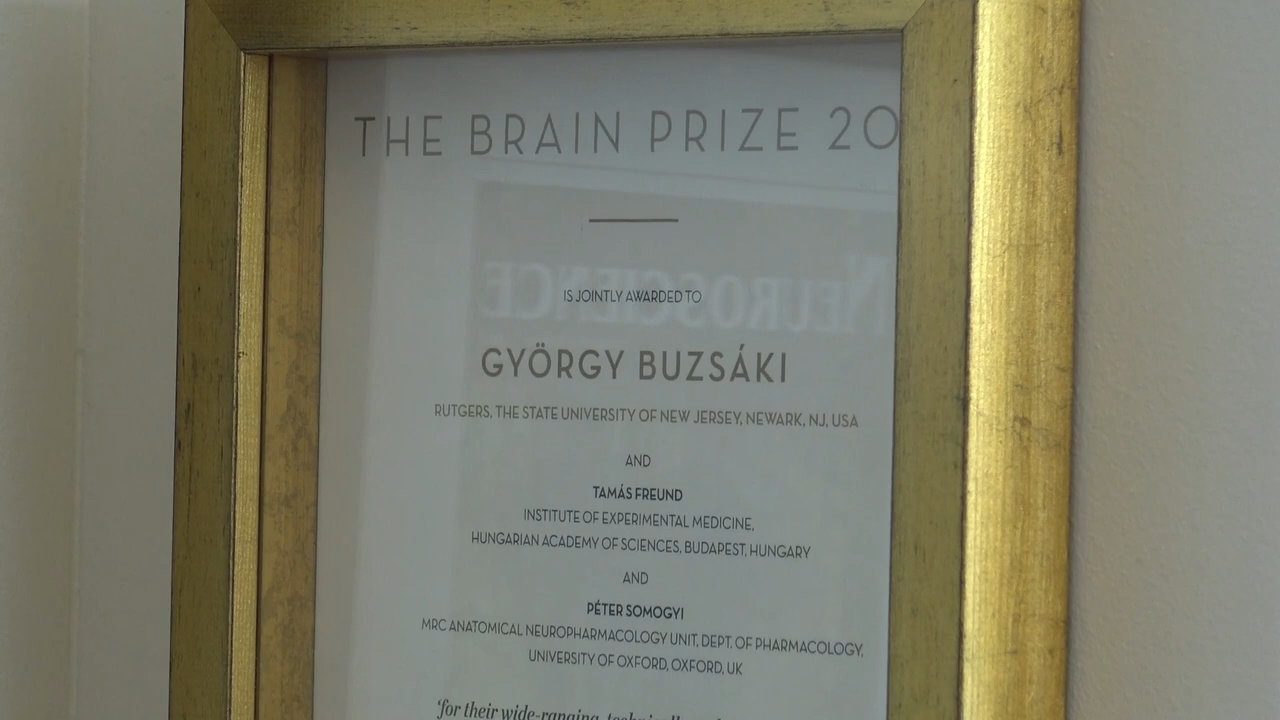 THE BRAIN PRIZE 20
NEUROSCIENCE
IS JOINTLY AWARDED TO
GYÖRGY BUZSÁKI
RUTGERS, THE STATE UNIVERSITY OF NEW JERSEY, NEWARK, NJ, USA
AND
TAMÁS FREUND
INSTITUTE OF EXPERIMENTAL MEDICINE,
HUNGARIAN ACADEMY OF SCIENCES, BUDAPEST, HUNGARY
AND
PÉTER SOMOGYI
MRC ANATOMICAL NEUROPHARMACOLOGY UNIT, DEPT. OF PHARMACOLOGY,
UNIVERSITY OF OXFORD, OXFORD, UK
'for their wide-ranging, technically